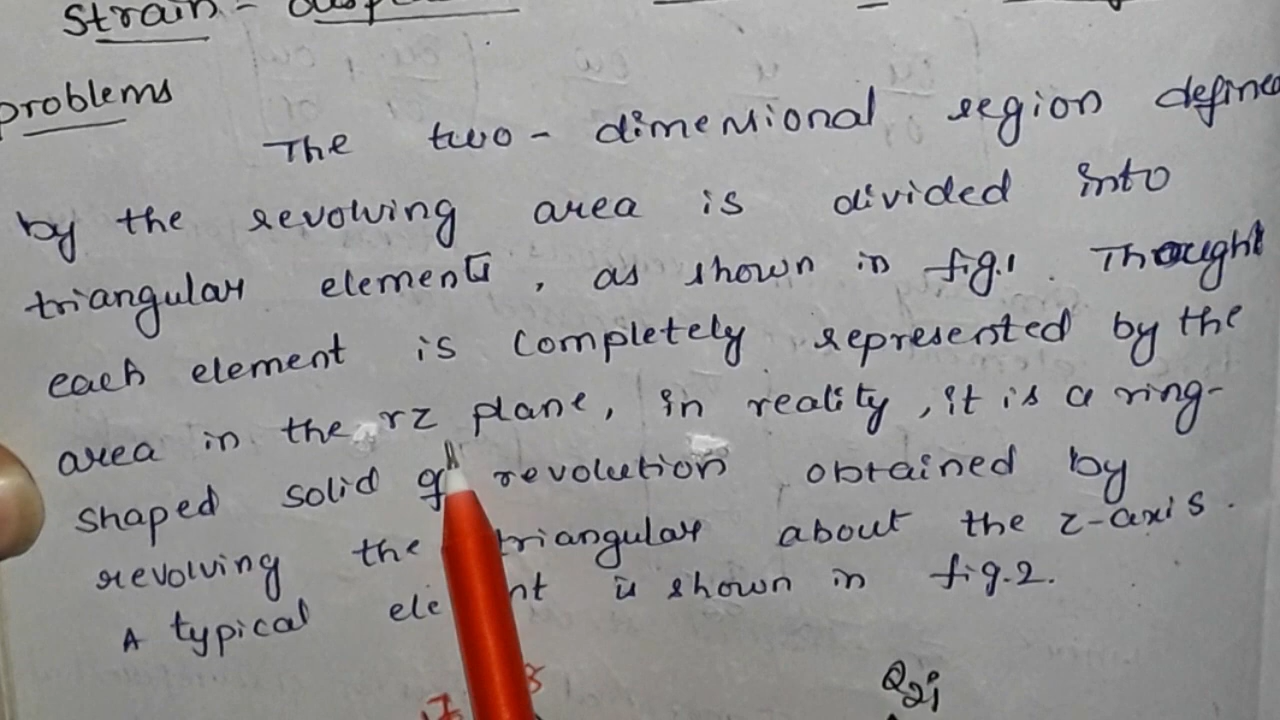 Strain -
problems
The two - dimensional region define
by the revolving area is divided into
triangular elements , as shown in fig.1 . Thought
each element is completely represented by the
area in the rz plane, in reality , it is a ring-
shaped solid of revolution obtained by
revolving the triangular about the z-axis .
A typical ele nt is shown in fig.2.
Q2j